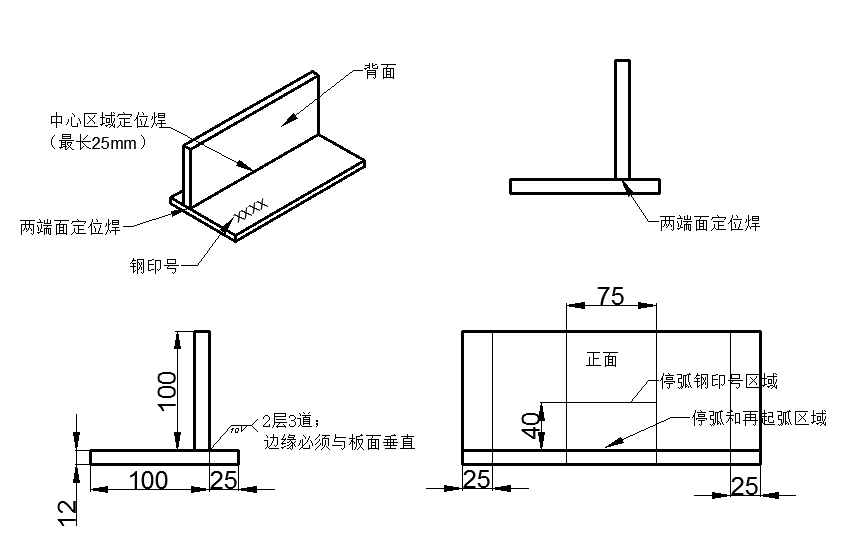 背面
中心区域定位焊
（最长25mm）
两端面定位焊
XXXX
钢印号
两端面定位焊
75
正面
停弧钢印号区域
40
停弧和再起弧区域
25
25
100
2层3道；
边缘必须与板面垂直
100
25
12